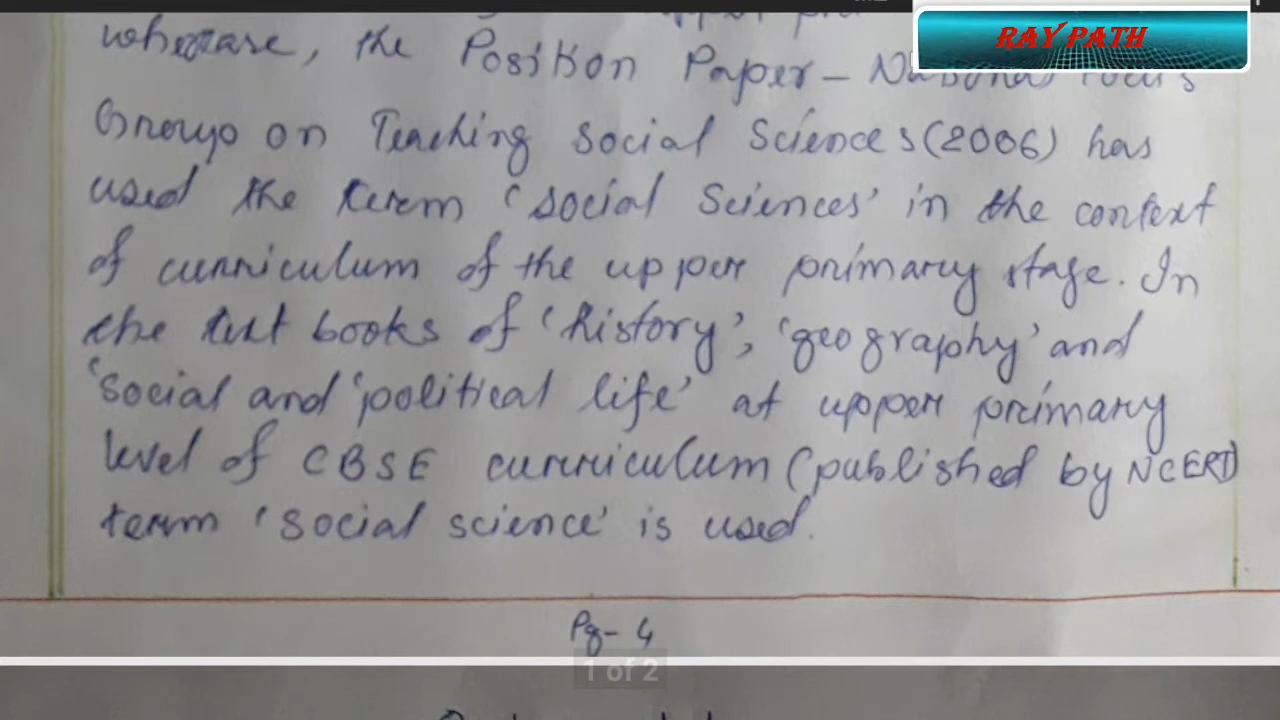 RAY PATH
wherease, the Position Paper – National Focus
Group on Teaching Social Sciences (2006) has
used the term 'social Sciences' in the context
of curriculum of the upper primary stage. In
the text books of 'history', 'geography' and
'social and 'political life' at upper primary
level of CBSE curriculum (published by NCERT)
term 'social science' is used.
Pg- 4
1 of 2